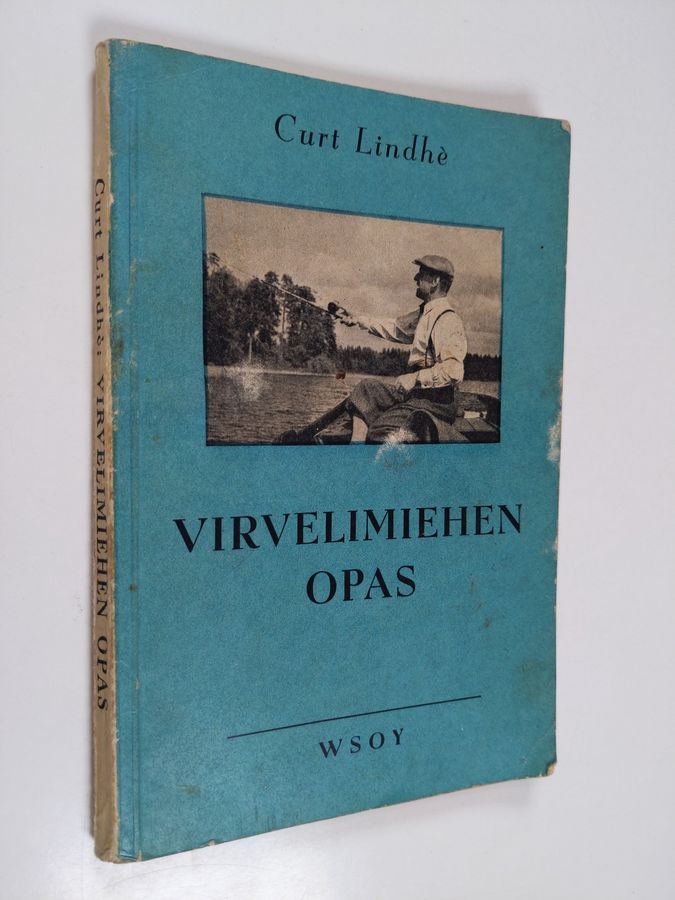 Curt Lindhè
VIRVELIMIEHEN
OPAS
WSOY
Curt Lindhè: VIRVELIMIEHEN OPAS